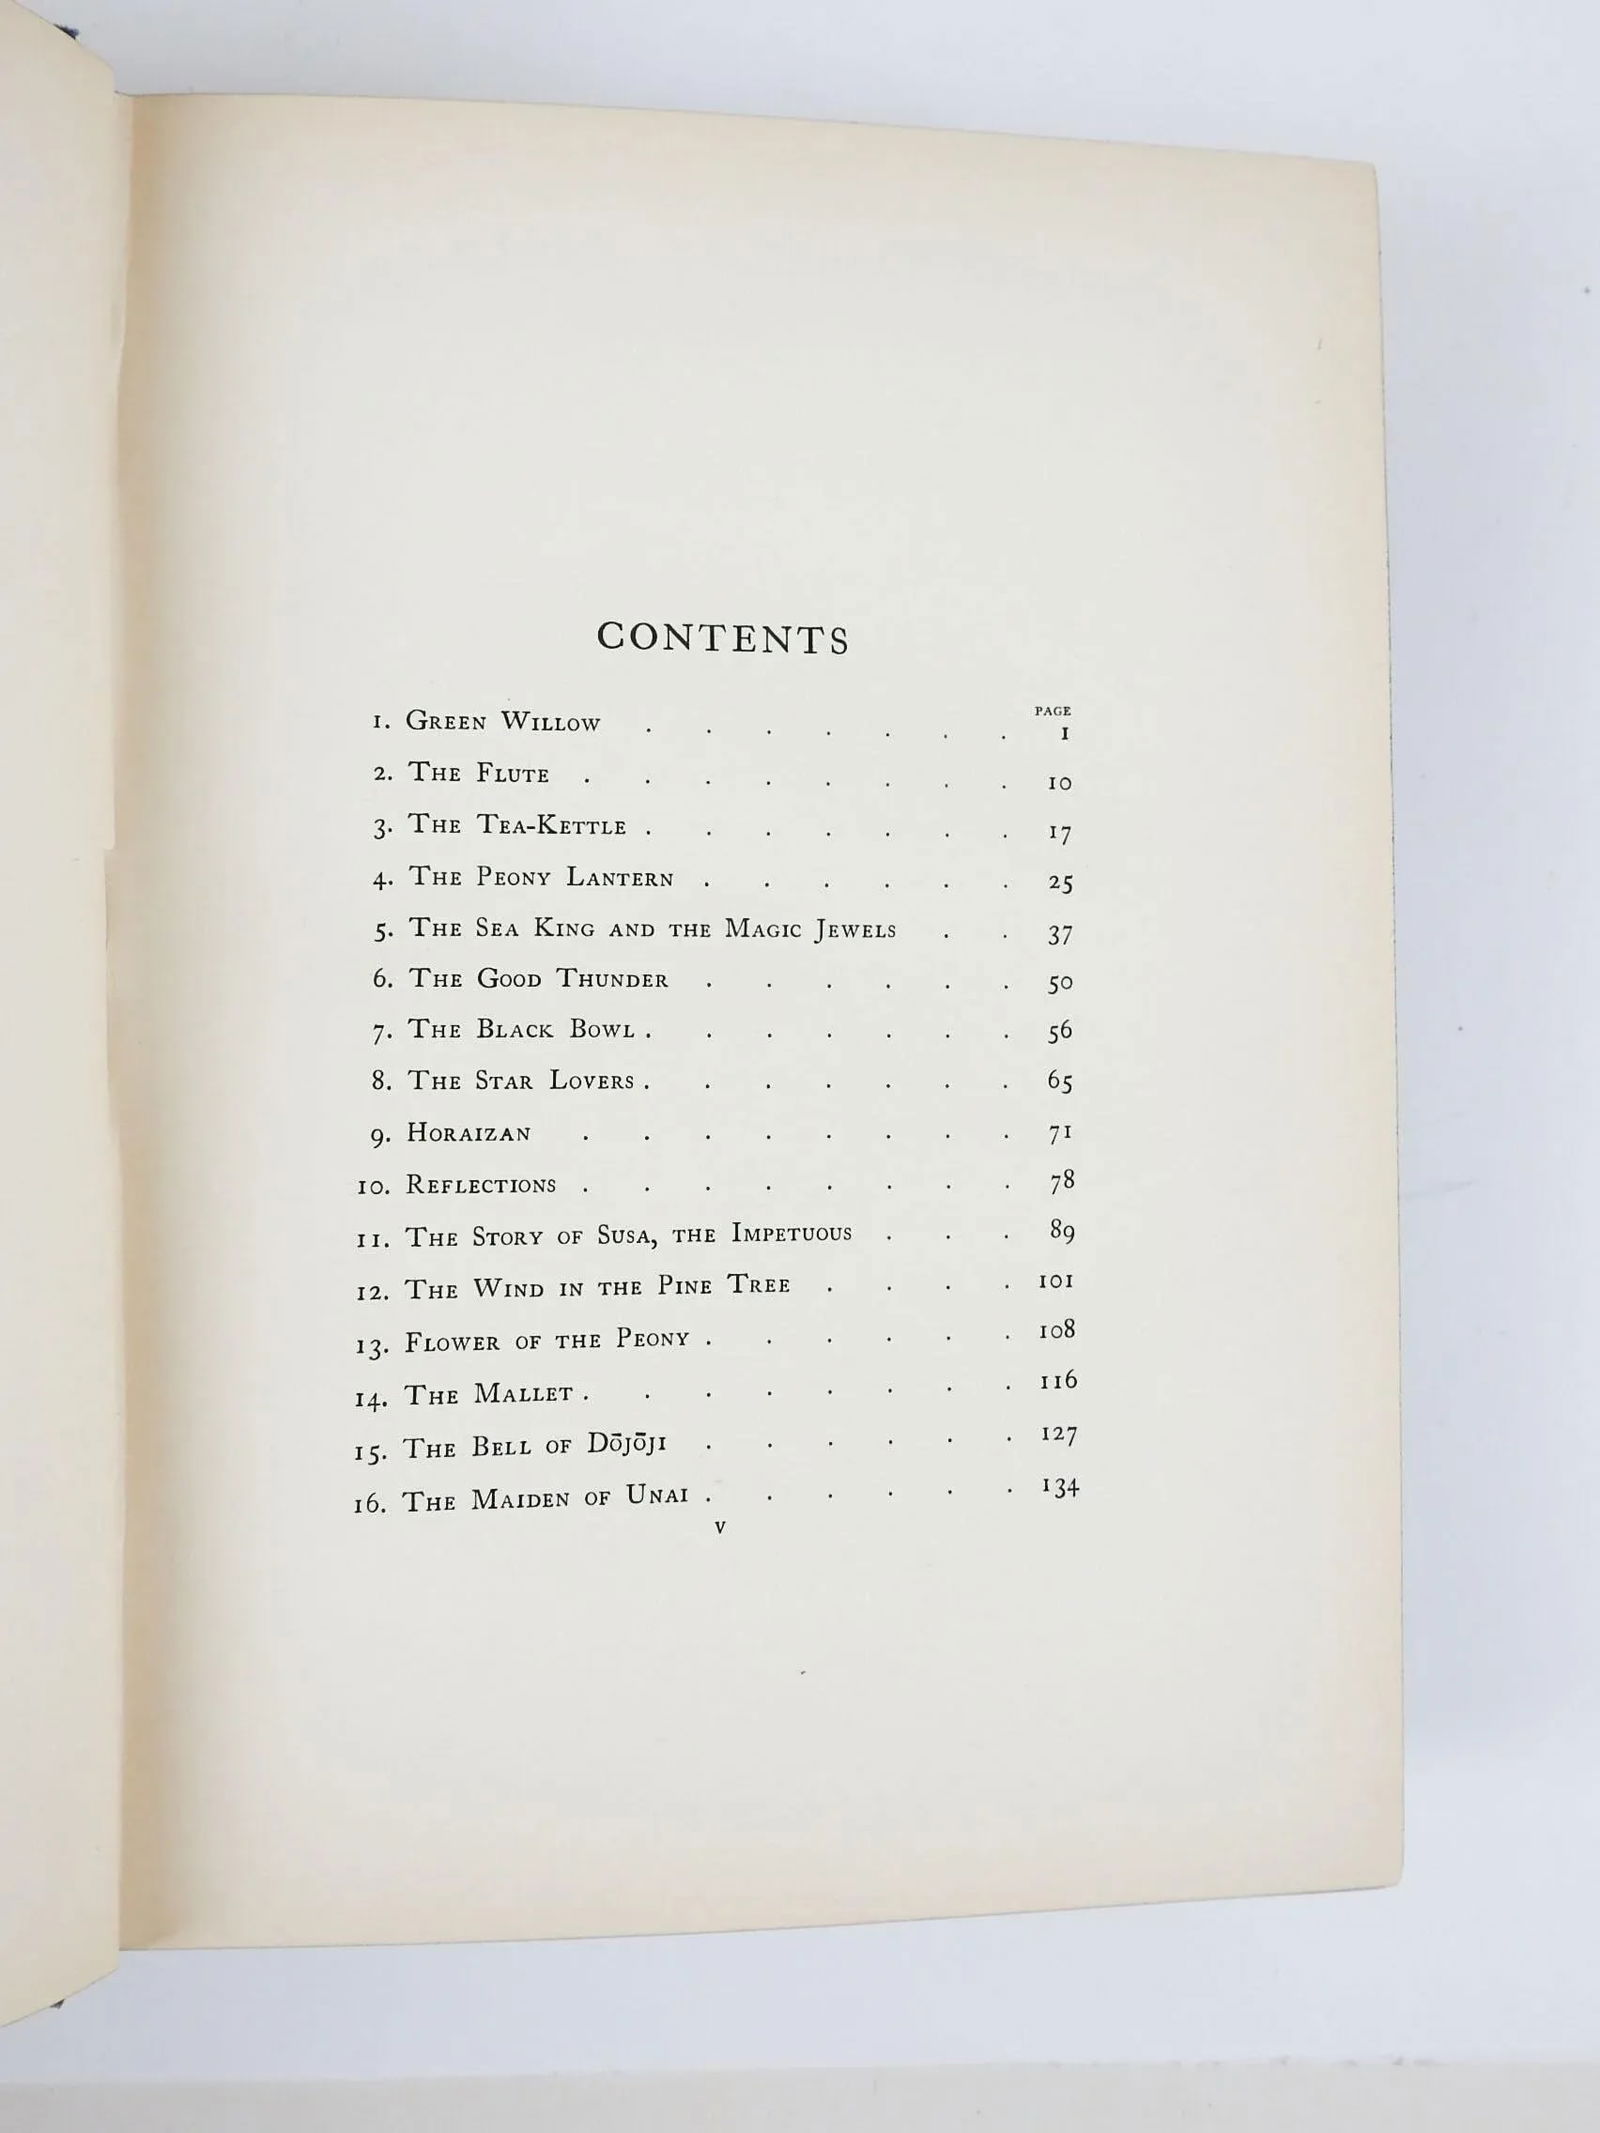 CONTENTS
PAGE
1. Green Willow . . . . . . . 1
2. The Flute . . . . . . . . 10
3. The Tea-Kettle . . . . . . . 17
4. The Peony Lantern . . . . . . 25
5. The Sea King and the Magic Jewels . . 37
6. The Good Thunder . . . . . . 50
7. The Black Bowl . . . . . . . 56
8. The Star Lovers . . . . . . . 65
9. Horaizan . . . . . . . . 71
10. Reflections . . . . . . . . 78
11. The Story of Susa, the Impetuous . . . 89
12. The Wind in the Pine Tree . . . . 101
13. Flower of the Peony . . . . . . 108
14. The Mallet . . . . . . . . 116
15. The Bell of Dōjōji . . . . . . 127
16. The Maiden of Unai . . . . . . 134
v